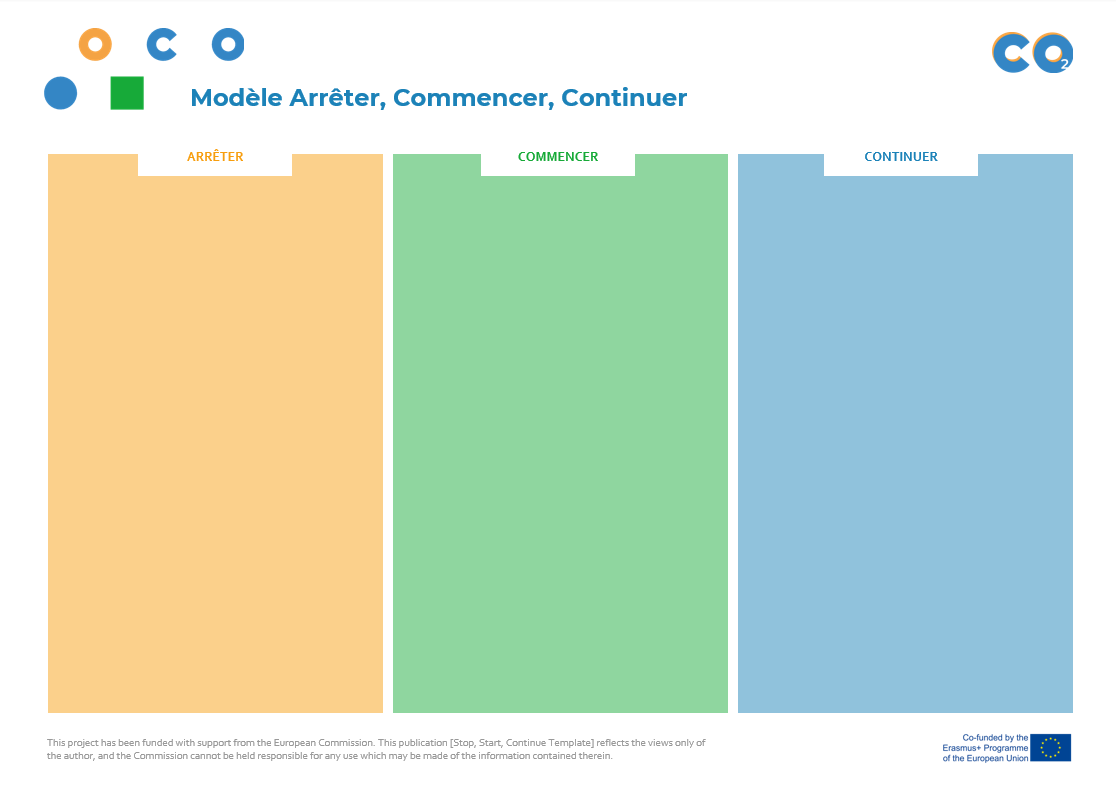 CO2
Modèle Arrêter, Commencer, Continuer
ARRÊTER
COMMENCER
CONTINUER
This project has been funded with support from the European Commission. This publication [Stop, Start, Continue Template] reflects the views only of
the author, and the Commission cannot be held responsible for any use which may be made of the information contained therein.
Co-funded by the
Erasmus+ Programme
of the European Union